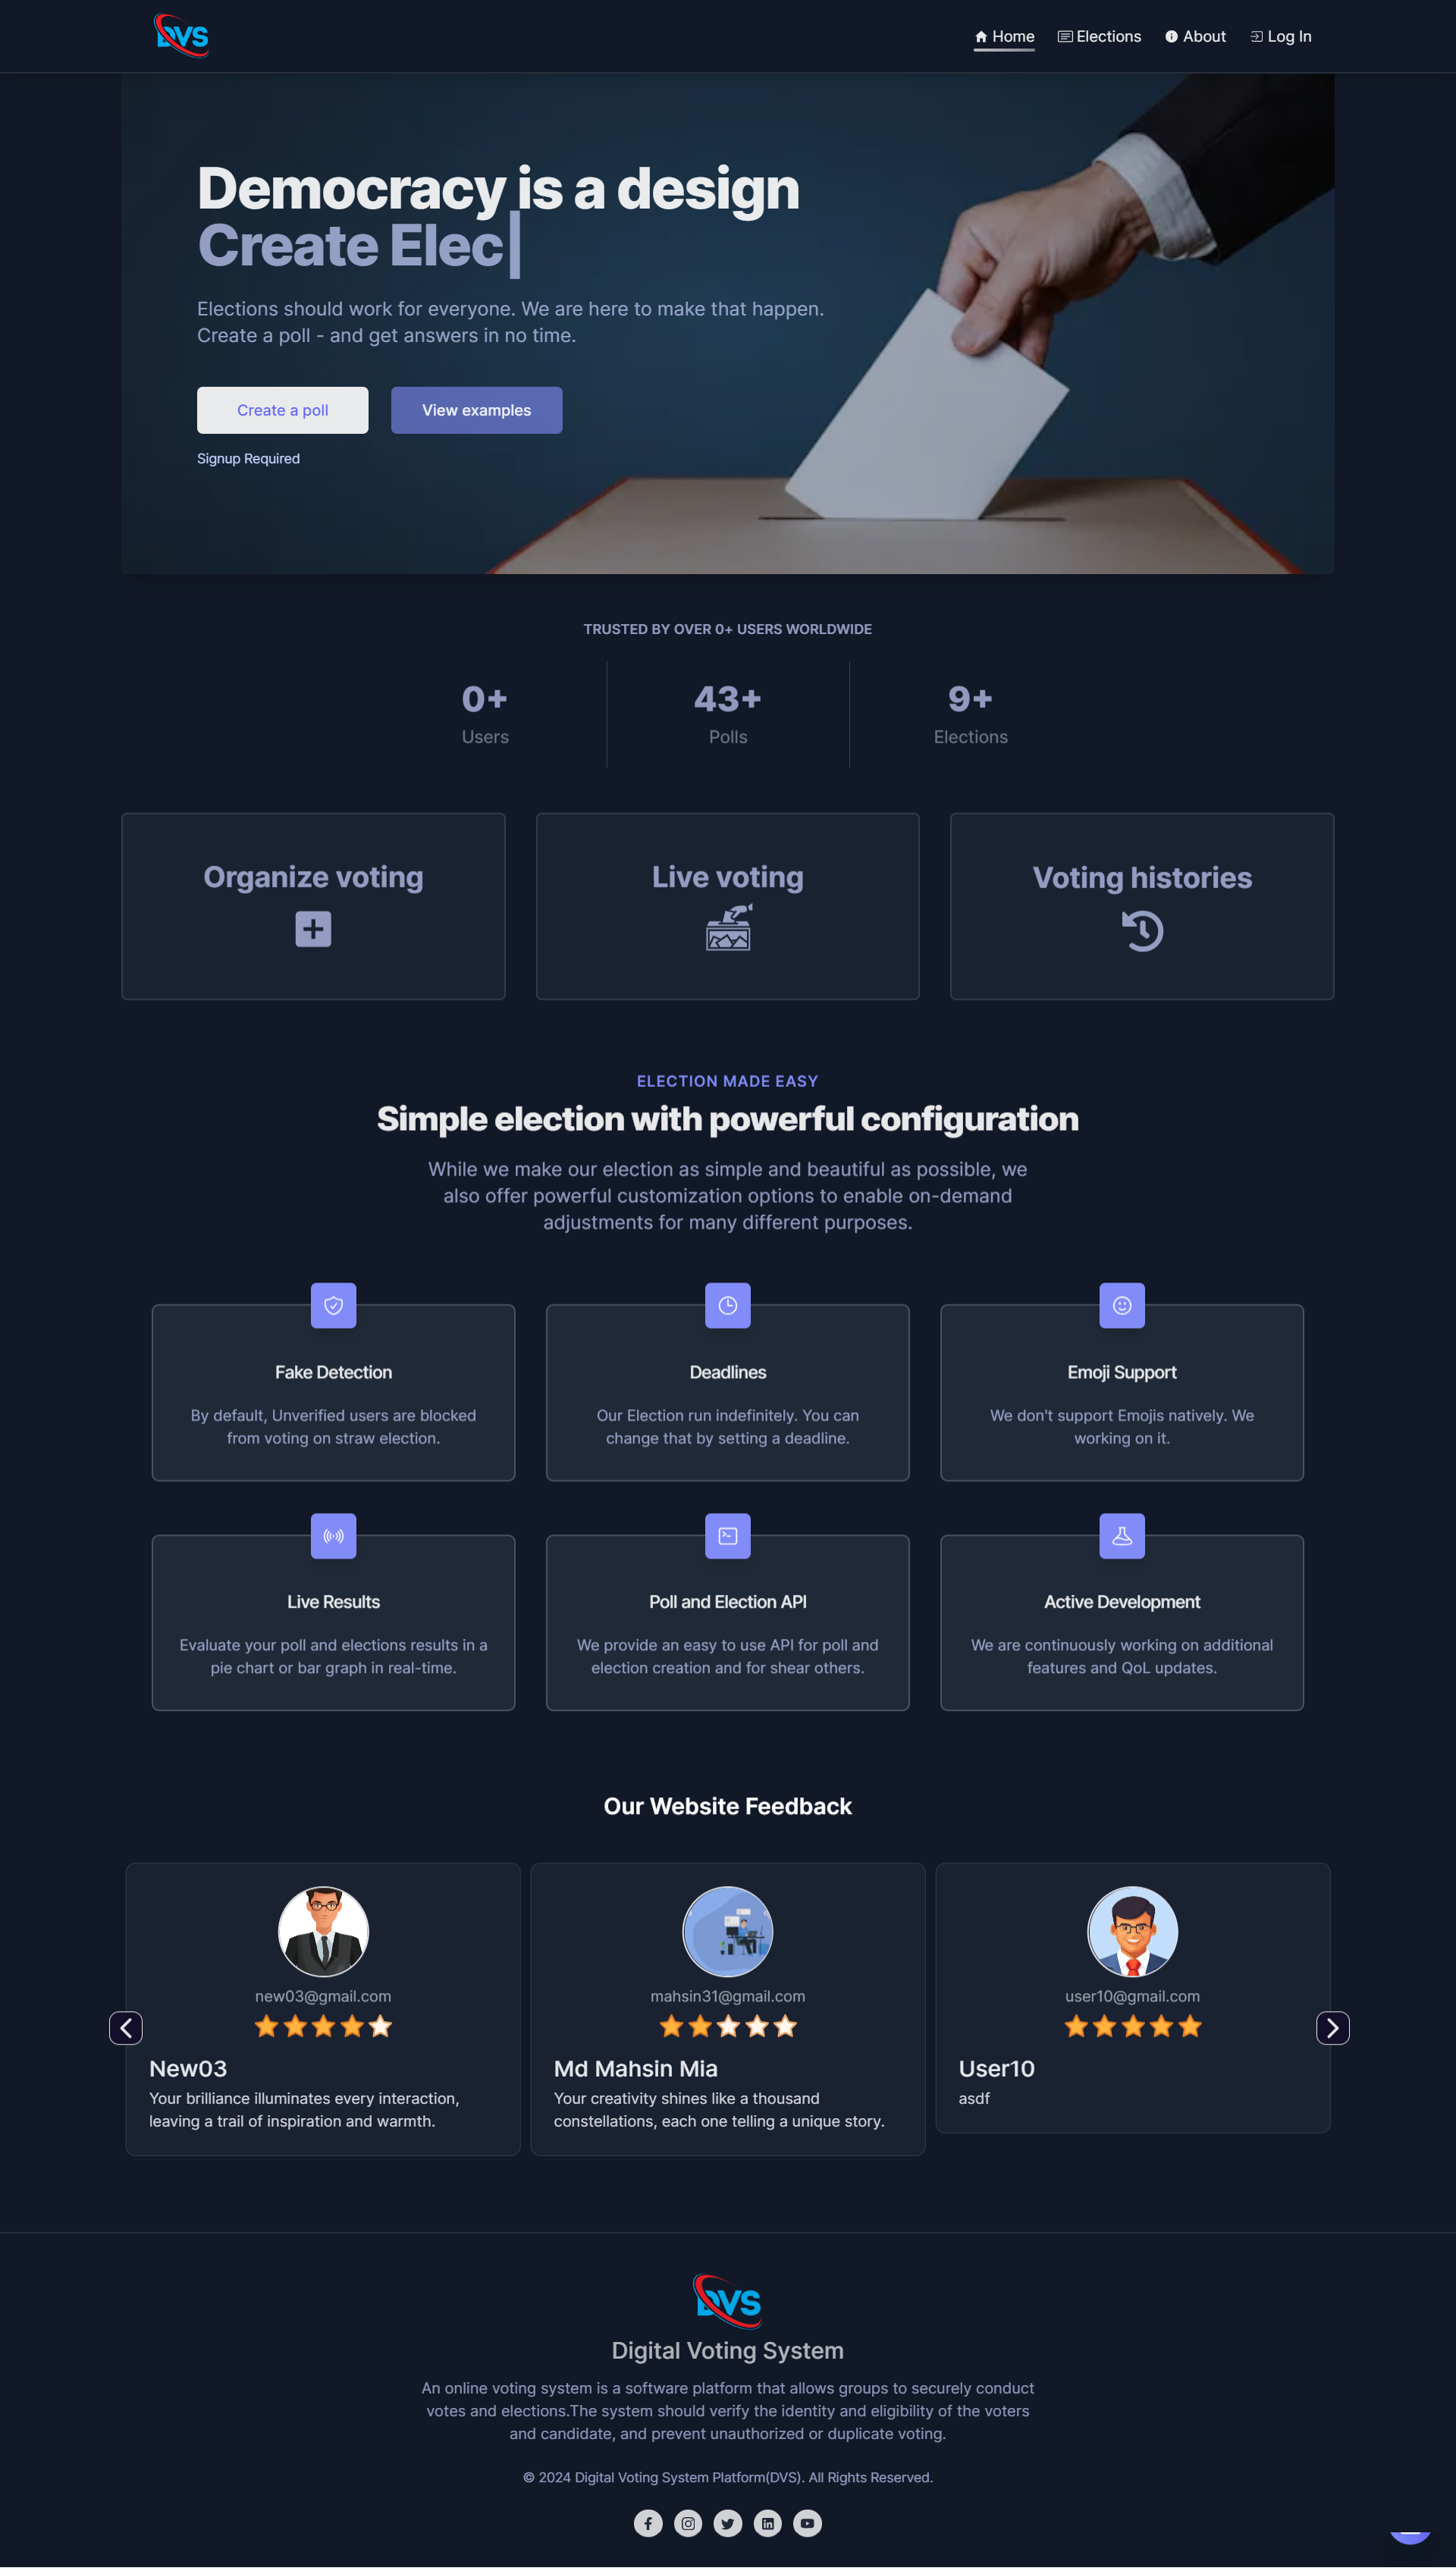 DVS
Home
Elections
About
Log In
Democracy is a design
Create Elec|
Elections should work for everyone. We are here to make that happen.
Create a poll - and get answers in no time.
Create a poll
View examples
Signup Required
TRUSTED BY OVER 0+ USERS WORLDWIDE
0+
Users
43+
Polls
9+
Elections
Organize voting
Live voting
Voting histories
ELECTION MADE EASY
Simple election with powerful configuration
While we make our election as simple and beautiful as possible, we
also offer powerful customization options to enable on-demand
adjustments for many different purposes.
Fake Detection
By default, Unverified users are blocked
from voting on straw election.
Deadlines
Our Election run indefinitely. You can
change that by setting a deadline.
Emoji Support
We don't support Emojis natively. We
working on it.
Live Results
Evaluate your poll and elections results in a
pie chart or bar graph in real-time.
Poll and Election API
We provide an easy to use API for poll and
election creation and for shear others.
Active Development
We are continuously working on additional
features and QoL updates.
Our Website Feedback
new03@gmail.com
New03
Your brilliance illuminates every interaction,
leaving a trail of inspiration and warmth.
mahsin31@gmail.com
Md Mahsin Mia
Your creativity shines like a thousand
constellations, each one telling a unique story.
user10@gmail.com
User10
asdf
DVS
Digital Voting System
An online voting system is a software platform that allows groups to securely conduct
votes and elections.The system should verify the identity and eligibility of the voters
and candidate, and prevent unauthorized or duplicate voting.
© 2024 Digital Voting System Platform(DVS). All Rights Reserved.